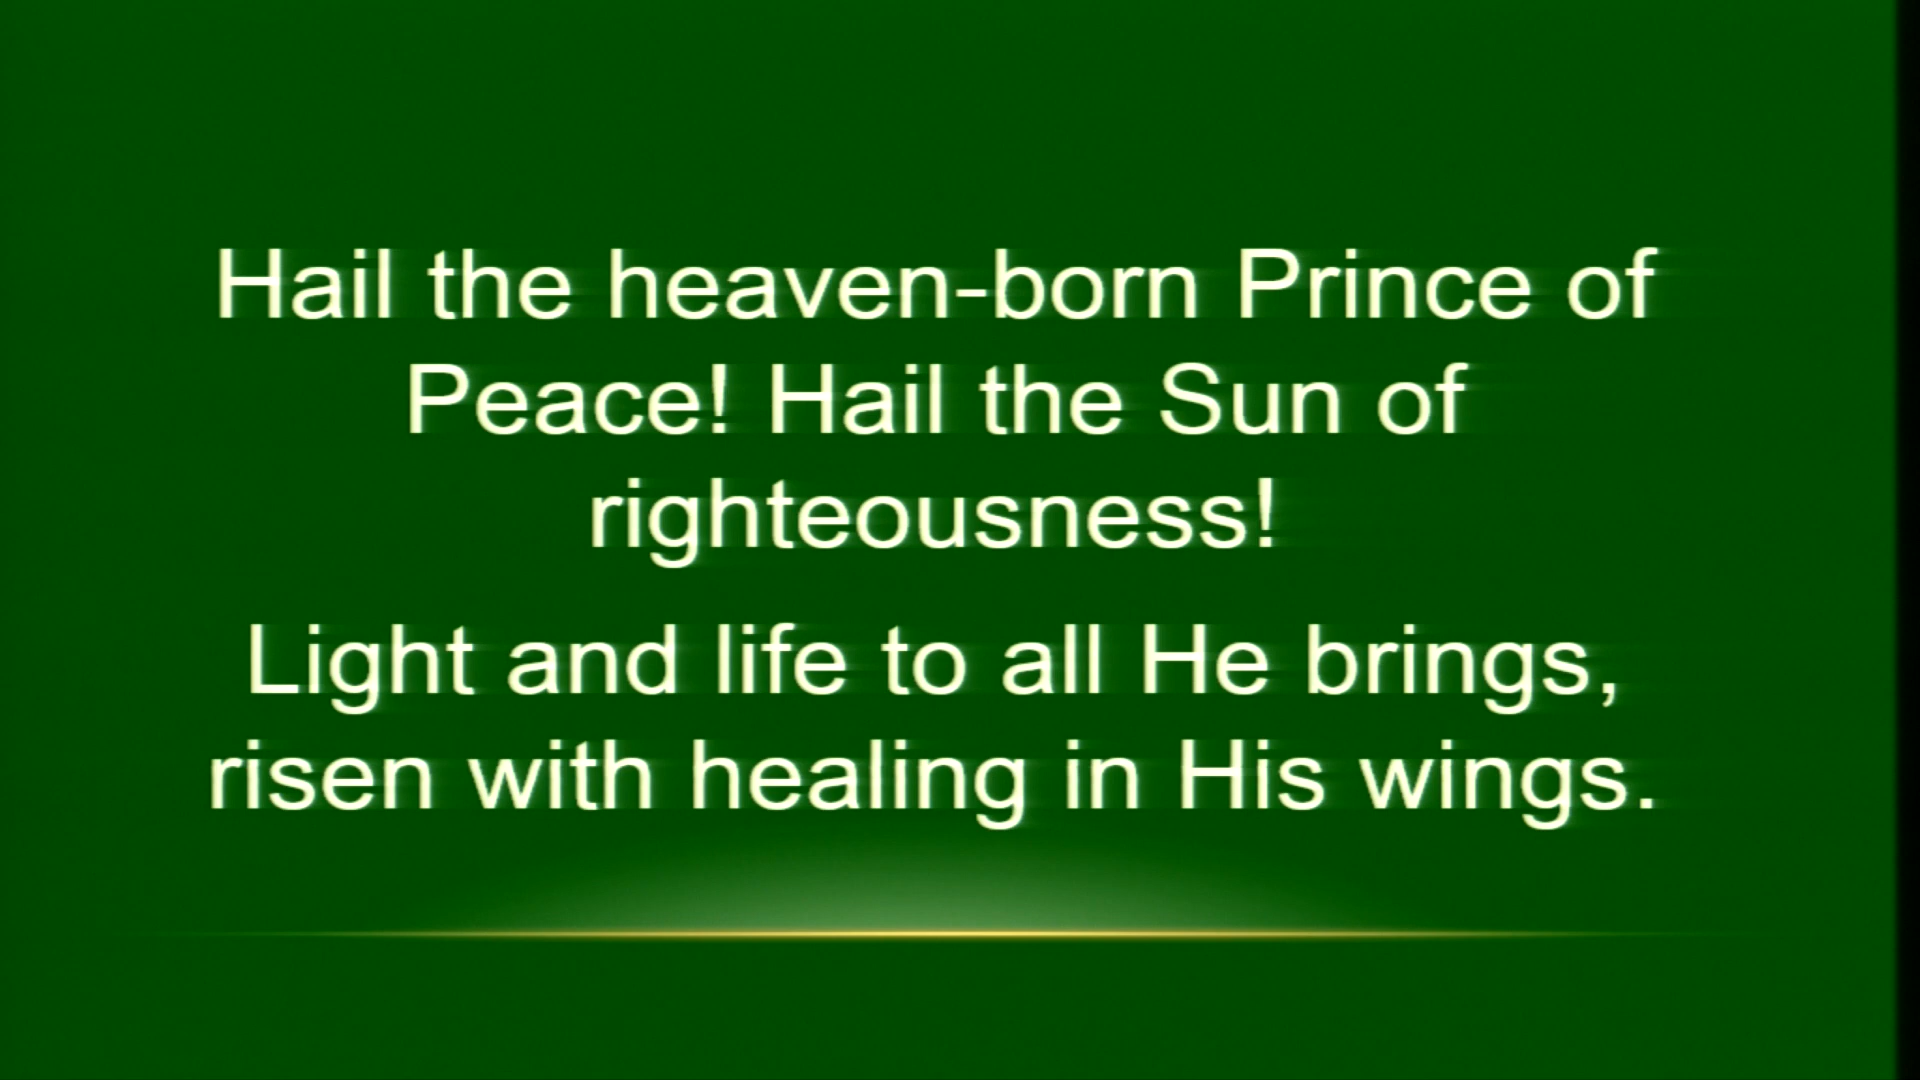 Hail the heaven-born Prince of
Peace! Hail the Sun of
righteousness!
Light and life to all He brings,
risen with healing in His wings.